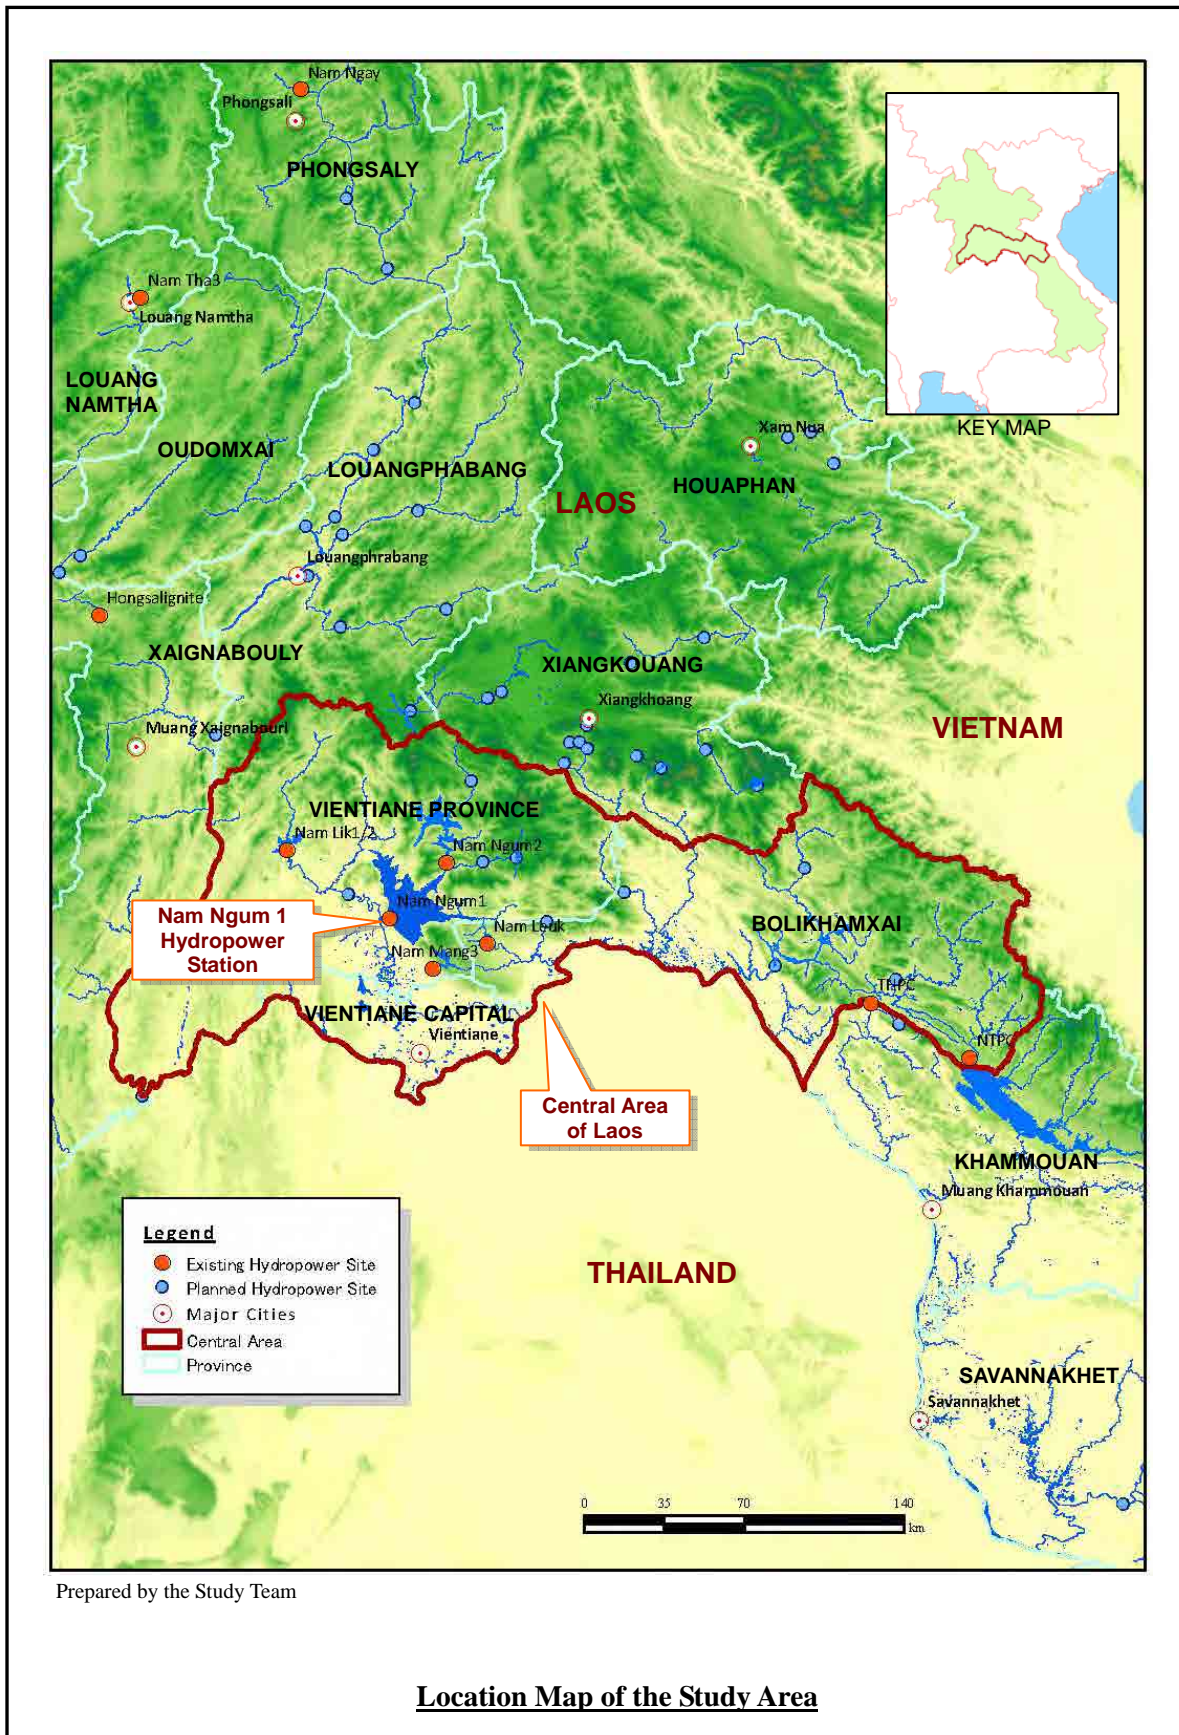 Nam Ngay
Phongsali
PHONGSALY
Nam Tha3
Louang Namtha
LOUANG
NAMTHA
OUDOMXAI
LOUANGPHABANG
KEY MAP
Xam Nua
HOUAPHAN
LAOS
Louangphrabang
Hongsalignite
XAIGNABOULY
XIANGKOUANG
Xiangkhoang
Muang Xaignabouri
VIETNAM
VIENTIANE PROVINCE
Nam Lik1-2
Nam Ngum2
Nam Ngum1
Nam Ngum 1
Hydropower
Station
Nam Leuk
Nam Mang3
BOLIKHAMXAI
THPC
NTPC
VIENTIANE CAPITAL
Vientiane
Central Area
of Laos
KHAMMOUAN
Muang Khammouan
THAILAND
Legend
Existing Hydropower Site
Planned Hydropower Site
Major Cities
Central Area
Province
SAVANNAKHET
Savannakhet
0 35 70 140
km
Prepared by the Study Team
Location Map of the Study Area